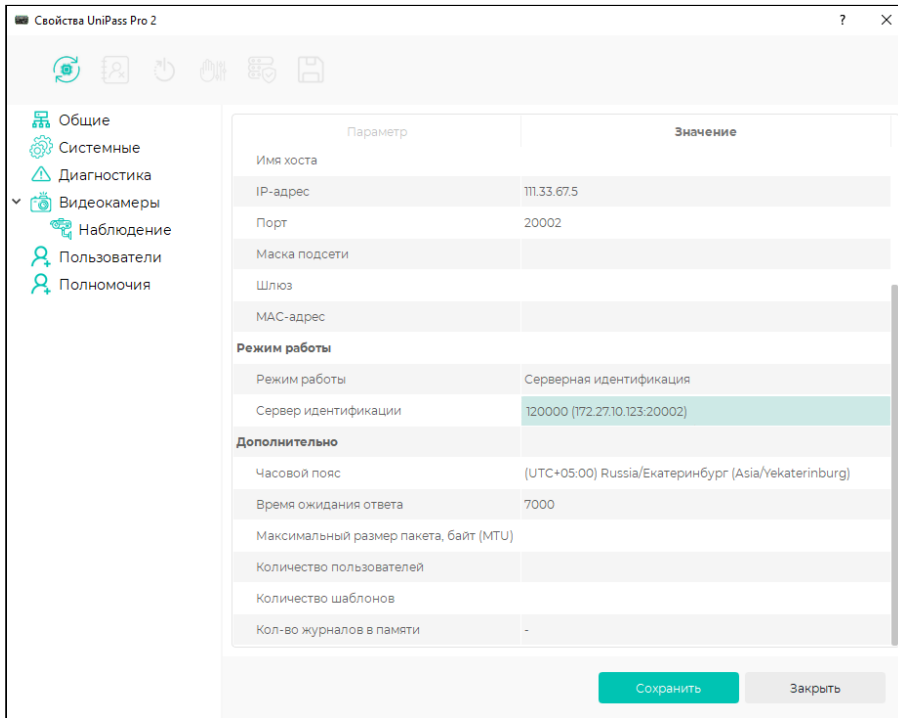 Свойства UniPass Pro 2
?
Общие
Системные
Диагностика
Видеокамеры
Наблюдение
Пользователи
Полномочия
Параметр Значение
Имя хоста
IP-адрес 111.33.67.5
Порт 20002
Маска подсети
Шлюз
MAC-адрес
Режим работы
Режим работы Серверная идентификация
Сервер идентификации 120000 (172.27.10.123:20002)
Дополнительно
Часовой пояс (UTC+05:00) Russia/Екатеринбург (Asia/Yekaterinburg)
Время ожидания ответа 7000
Максимальный размер пакета, байт (MTU)
Количество пользователей
Количество шаблонов
Кол-во журналов в памяти -
Сохранить Закрыть